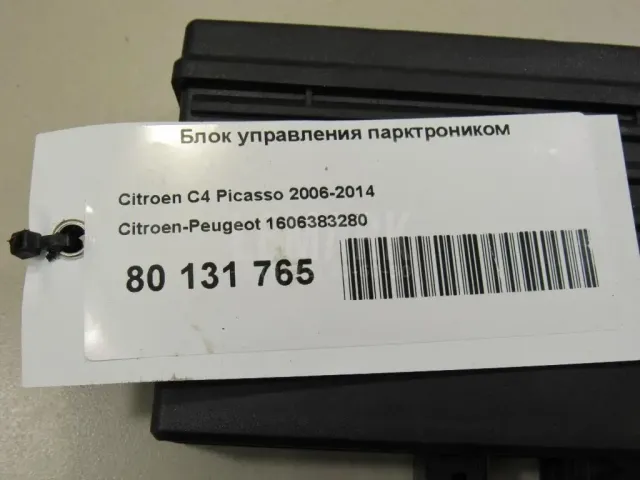 Блок управления парктроником
Citroen C4 Picasso 2006-2014
Citroen-Peugeot 1606383280
80 131 765